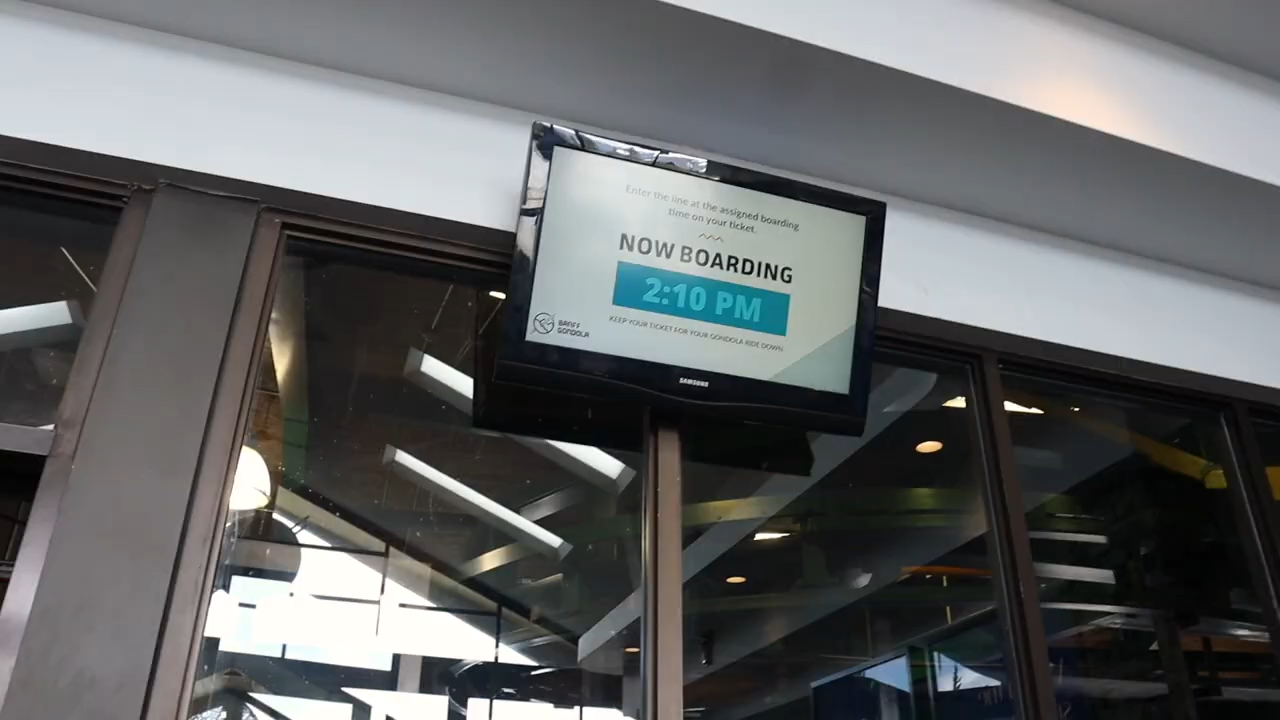 Enter the line at the assigned boarding
time on your ticket.
NOW BOARDING
2:10 PM
KEEP YOUR TICKET FOR YOUR GONDOLA RIDE DOWN
BANFF
GONDOLA
SAMSUNG